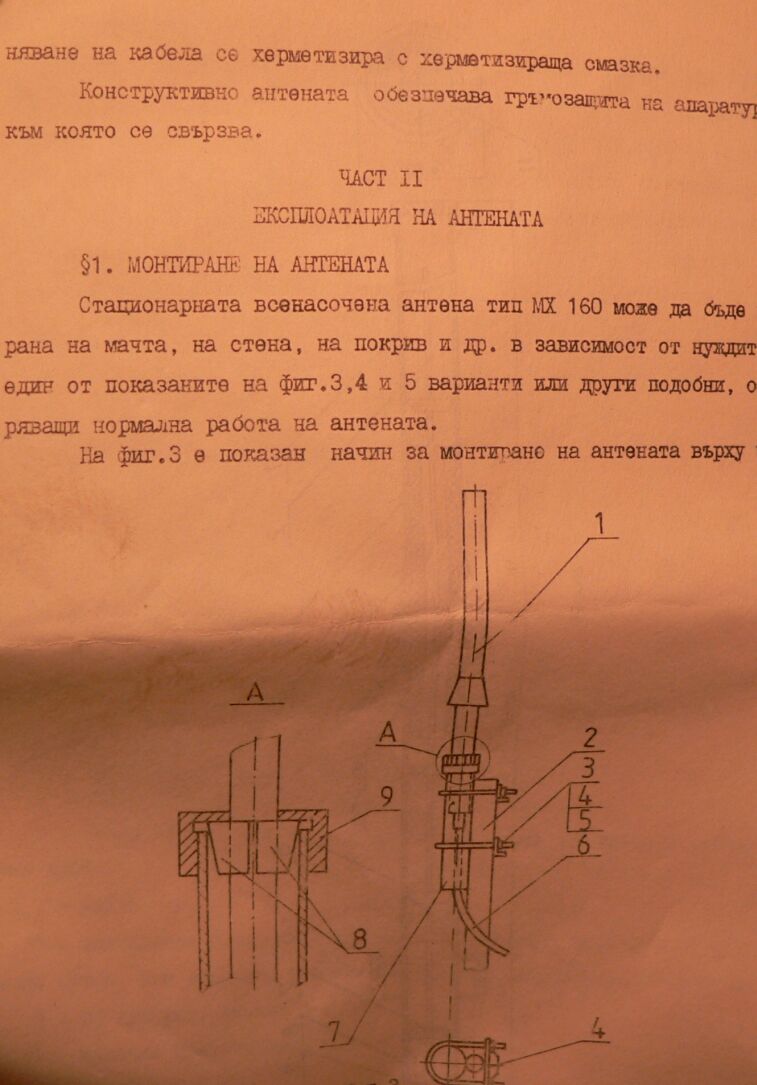 няване на кабела се херметизира с херметизираща смазка.
Конструктивно антената обезпечава гръмозащита на апаратур
към която се свързва.
ЧАСТ II
ЕКСПЛОАТАЦИЯ НА АНТЕНАТА
§1. МОНТИРАНЕ НА АНТЕНАТА
Стационарната всенасочена антена тип МХ 160 може да бъде
рана на мачта, на стена, на покрив и др. в зависимост от нуждит
един от показаните на фиг.3,4 и 5 варианти или други подобни, о
ряващи нормална работа на антената.
На фиг.3 е показан начин за монтиране на антената върху
1
А
А
2
3
9
4
5
6
8
7
4